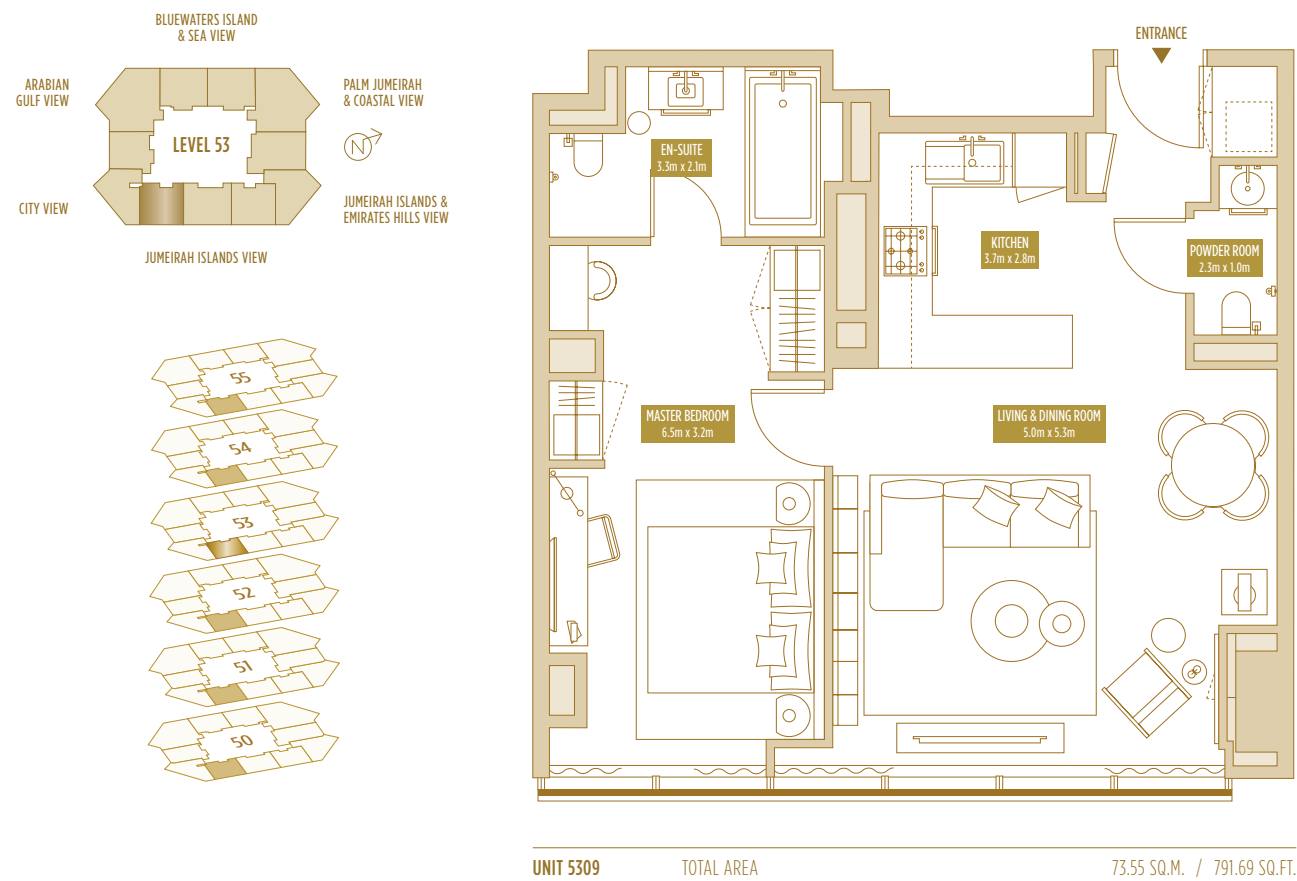 BLUEWATERS ISLAND
& SEA VIEW
ARABIAN
GULF VIEW
PALM JUMEIRAH
& COASTAL VIEW
LEVEL 53
N
CITY VIEW
JUMEIRAH ISLANDS &
EMIRATES HILLS VIEW
JUMEIRAH ISLANDS VIEW
55
54
53
52
51
50
ENTRANCE
EN-SUITE
3.3m x 2.1m
KITCHEN
3.7m x 2.8m
POWDER ROOM
2.3m x 1.0m
MASTER BEDROOM
6.5m x 3.2m
LIVING & DINING ROOM
5.0m x 5.3m
UNIT 5309 TOTAL AREA 73.55 SQ.M. / 791.69 SQ.FT.